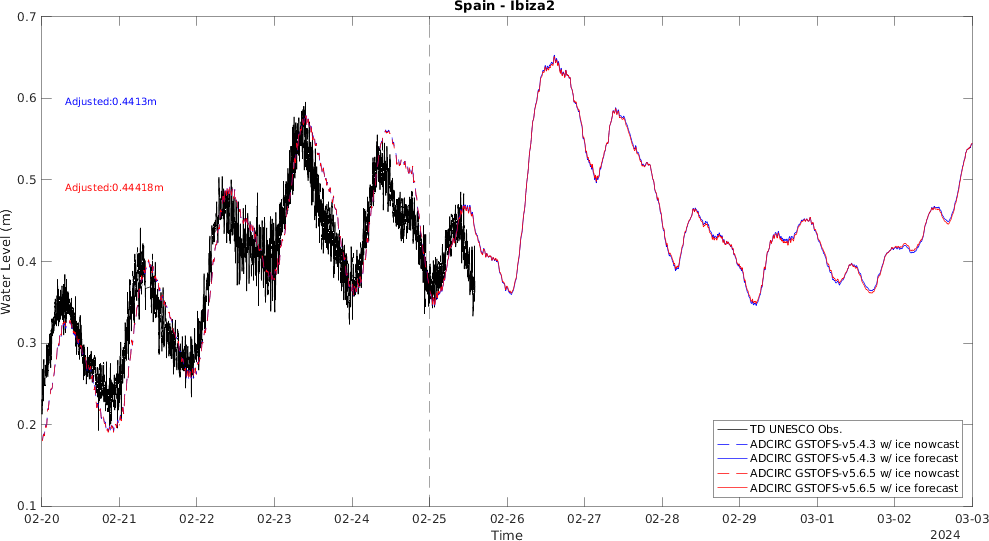 Spain - Ibiza2
0.7
0.6
0.5
0.4
0.3
0.2
0.1
Water Level (m)
Adjusted:0.4413m
Adjusted:0.44418m
TD UNESCO Obs.
ADCIRC GSTOFS-v5.4.3 w/ ice nowcast
ADCIRC GSTOFS-v5.4.3 w/ ice forecast
ADCIRC GSTOFS-v5.6.5 w/ ice nowcast
ADCIRC GSTOFS-v5.6.5 w/ ice forecast
02-20 02-21 02-22 02-23 02-24 02-25 02-26 02-27 02-28 02-29 03-01 03-02 03-03
Time
2024